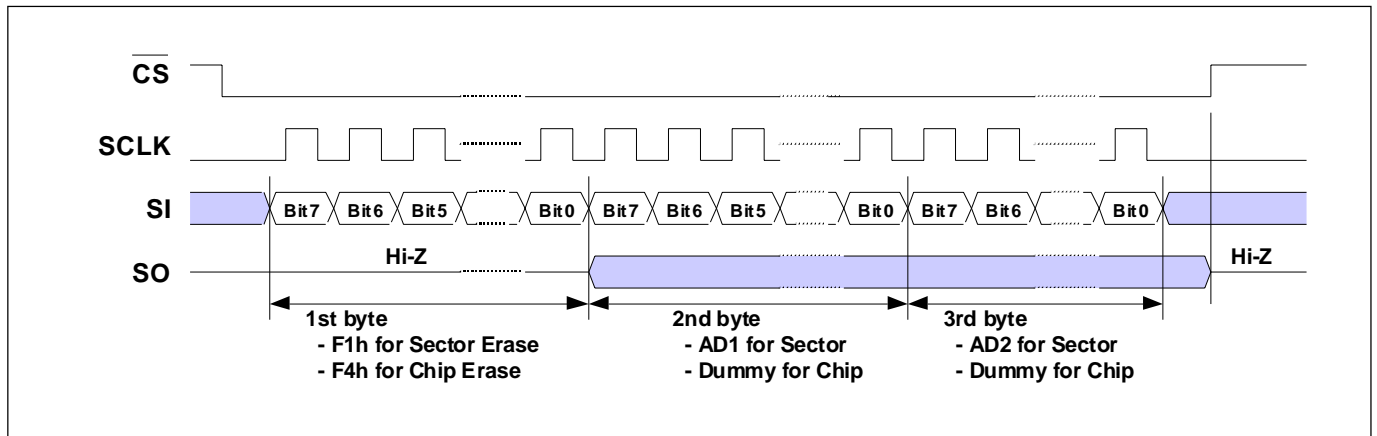 CS
SCLK
SI Bit7 Bit6 Bit5 Bit0 Bit7 Bit6 Bit5 Bit0 Bit7 Bit6 Bit0
Hi-Z Hi-Z
SO
1st byte 2nd byte 3rd byte
- F1h for Sector Erase - AD1 for Sector - AD2 for Sector
- F4h for Chip Erase - Dummy for Chip - Dummy for Chip